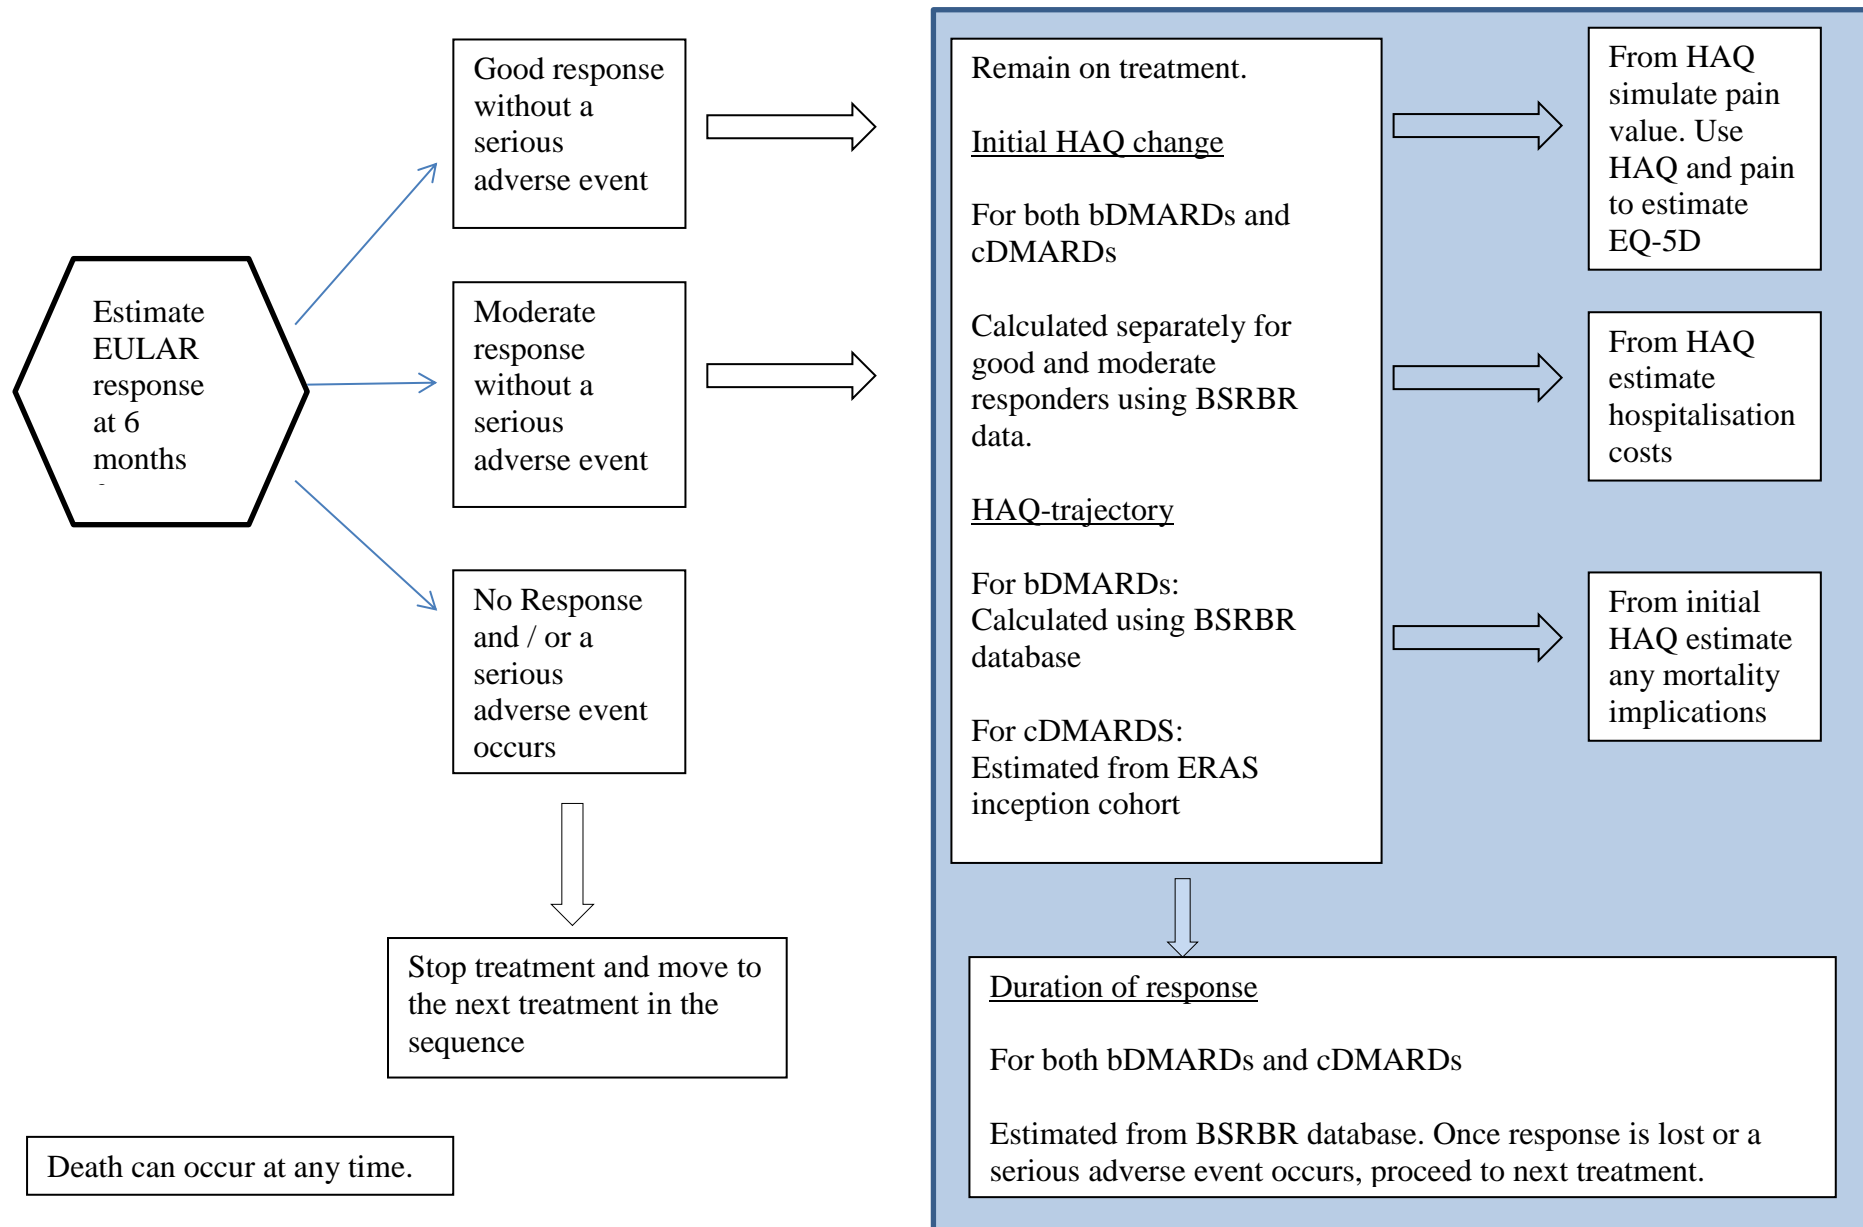 Estimate
EULAR
response
at 6
months
Good response
without a
serious
adverse event
Moderate
response
without a
serious
adverse event
No Response
and / or a
serious
adverse event
occurs
Stop treatment and move to
the next treatment in the
sequence
Death can occur at any time.
Remain on treatment.
Initial HAQ change
For both bDMARDs and
cDMARDs
Calculated separately for
good and moderate
responders using BSRBR
data.
HAQ-trajectory
For bDMARDs:
Calculated using BSRBR
database
For cDMARDS:
Estimated from ERAS
inception cohort
From HAQ
simulate pain
value. Use
HAQ and pain
to estimate
EQ-5D
From HAQ
estimate
hospitalisation
costs
From initial
HAQ estimate
any mortality
implications
Duration of response
For both bDMARDs and cDMARDs
Estimated from BSRBR database. Once response is lost or a
serious adverse event occurs, proceed to next treatment.